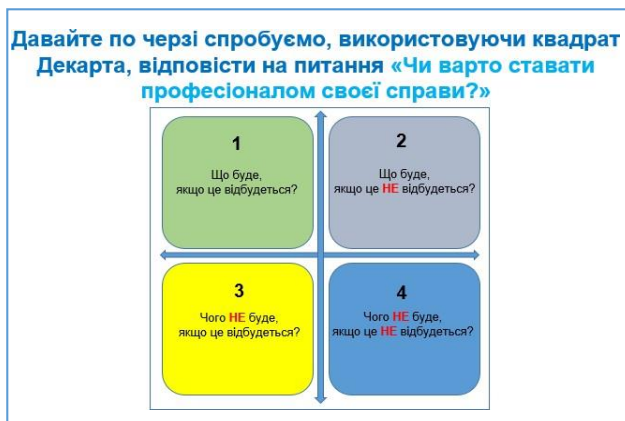 Давайте по черзі спробуємо, використовуючи квадрат
Декарта, відповісти на питання «Чи варто ставати
професіоналом своєї справи?»
1
Що буде,
якщо це відбудеться?
2
Що буде,
якщо це НЕ відбудеться?
3
Чого НЕ буде,
якщо це відбудеться?
4
Чого НЕ буде,
якщо це НЕ відбудеться?